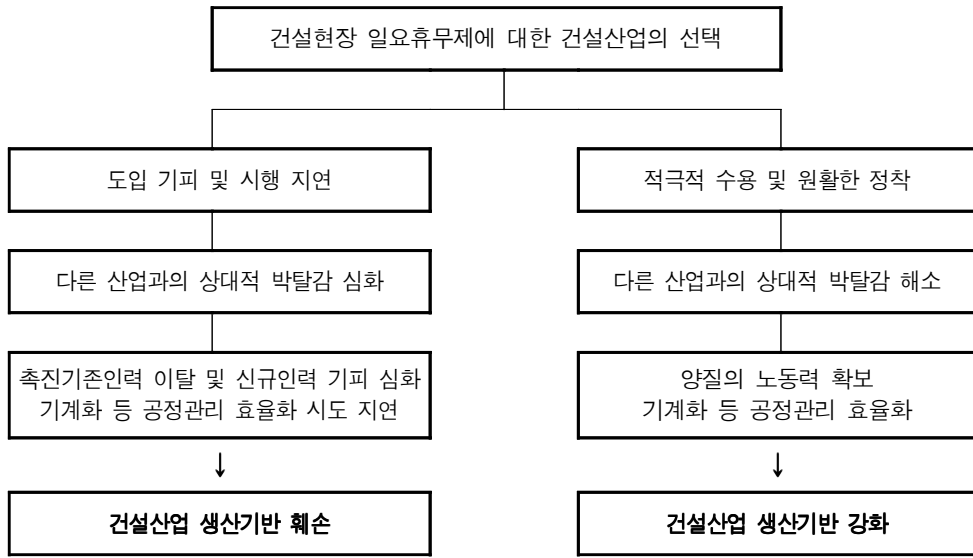 건설현장 일요휴무제에 대한 건설산업의 선택
도입 기피 및 시행 지연
적극적 수용 및 원활한 정착
다른 산업과의 상대적 박탈감 심화
다른 산업과의 상대적 박탈감 해소
촉진기존인력 이탈 및 신규인력 기피 심화
기계화 등 공정관리 효율화 시도 지연
양질의 노동력 확보
기계화 등 공정관리 효율화
↓
↓
건설산업 생산기반 훼손
건설산업 생산기반 강화